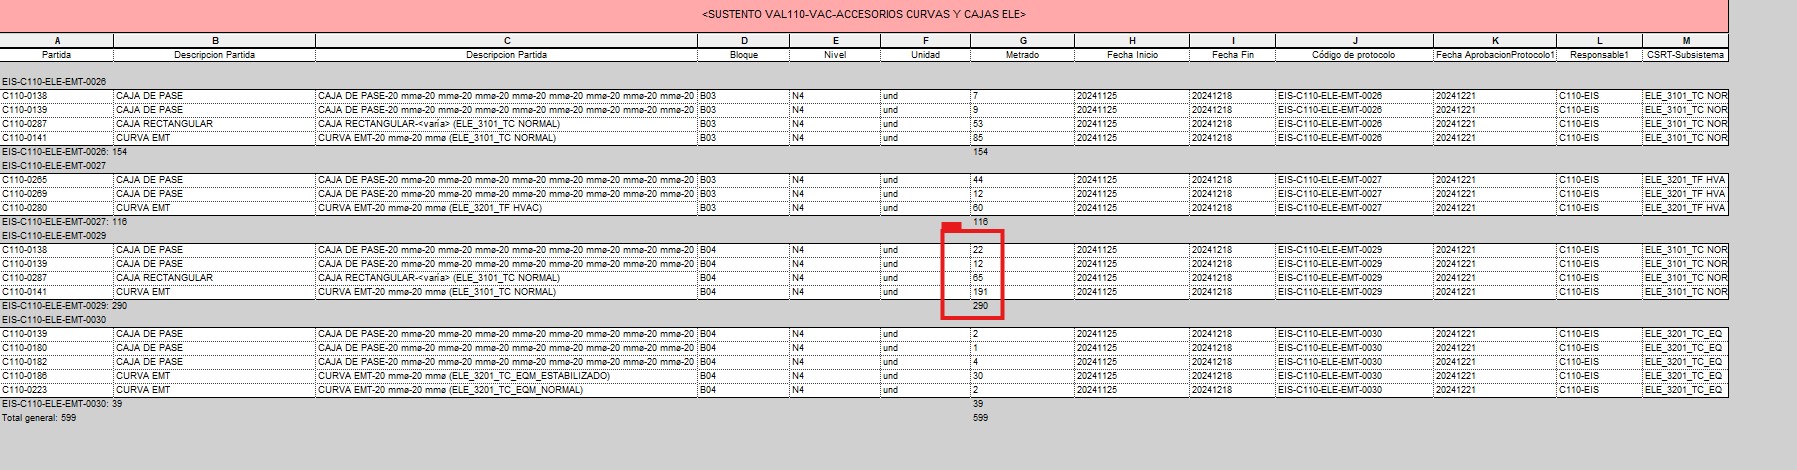 <SUSTENTO VAL110-VAC-ACCESORIOS CURVAS Y CAJAS ELE>
A B C D E F G H I J K L M
Partida Descripcion Partida Descripcion Partida Bloque Nivel Unidad Metrado Fecha Inicio Fecha Fin Código de protocolo Fecha AprobacionProtocolo1 Responsable1 CSRT-Subsistema
EIS-C110-ELE-EMT-0026
C110-0138 CAJA DE PASE CAJA DE PASE-20 mmø-20 mmø-20 mmø-20 mmø-20 mmø-20 mmø-20 mmø-20 B03 N4 und 7 20241125 20241218 EIS-C110-ELE-EMT-0026 20241221 C110-EIS ELE_3101_TC NOR
C110-0139 CAJA DE PASE CAJA DE PASE-20 mmø-20 mmø-20 mmø-20 mmø-20 mmø-20 mmø-20 mmø-20 B03 N4 und 9 20241125 20241218 EIS-C110-ELE-EMT-0026 20241221 C110-EIS ELE_3101_TC NOR
C110-0287 CAJA RECTANGULAR CAJA RECTANGULAR-<varía> (ELE_3101_TC NORMAL) B03 N4 und 53 20241125 20241218 EIS-C110-ELE-EMT-0026 20241221 C110-EIS ELE_3101_TC NOR
C110-0141 CURVA EMT CURVA EMT-20 mmø-20 mmø (ELE_3101_TC NORMAL) B03 N4 und 85 20241125 20241218 EIS-C110-ELE-EMT-0026 20241221 C110-EIS ELE_3101_TC NOR
EIS-C110-ELE-EMT-0026: 154 154
EIS-C110-ELE-EMT-0027
C110-0265 CAJA DE PASE CAJA DE PASE-20 mmø-20 mmø-20 mmø-20 mmø-20 mmø-20 mmø-20 mmø-20 B03 N4 und 44 20241125 20241218 EIS-C110-ELE-EMT-0027 20241221 C110-EIS ELE_3201_TF HVA
C110-0269 CAJA DE PASE CAJA DE PASE-20 mmø-20 mmø-20 mmø-20 mmø-20 mmø-20 mmø-20 mmø-20 B03 N4 und 12 20241125 20241218 EIS-C110-ELE-EMT-0027 20241221 C110-EIS ELE_3201_TF HVA
C110-0280 CURVA EMT CURVA EMT-20 mmø-20 mmø (ELE_3201_TF HVAC) B03 N4 und 60 20241125 20241218 EIS-C110-ELE-EMT-0027 20241221 C110-EIS ELE_3201_TF HVA
EIS-C110-ELE-EMT-0027: 116 116
EIS-C110-ELE-EMT-0029
C110-0138 CAJA DE PASE CAJA DE PASE-20 mmø-20 mmø-20 mmø-20 mmø-20 mmø-20 mmø-20 mmø-20 B04 N4 und 22 20241125 20241218 EIS-C110-ELE-EMT-0029 20241221 C110-EIS ELE_3101_TC NOR
C110-0139 CAJA DE PASE CAJA DE PASE-20 mmø-20 mmø-20 mmø-20 mmø-20 mmø-20 mmø-20 mmø-20 B04 N4 und 12 20241125 20241218 EIS-C110-ELE-EMT-0029 20241221 C110-EIS ELE_3101_TC NOR
C110-0287 CAJA RECTANGULAR CAJA RECTANGULAR-<varía> (ELE_3101_TC NORMAL) B04 N4 und 65 20241125 20241218 EIS-C110-ELE-EMT-0029 20241221 C110-EIS ELE_3101_TC NOR
C110-0141 CURVA EMT CURVA EMT-20 mmø-20 mmø (ELE_3101_TC NORMAL) B04 N4 und 191 20241125 20241218 EIS-C110-ELE-EMT-0029 20241221 C110-EIS ELE_3101_TC NOR
EIS-C110-ELE-EMT-0029: 290 290
EIS-C110-ELE-EMT-0030
C110-0139 CAJA DE PASE CAJA DE PASE-20 mmø-20 mmø-20 mmø-20 mmø-20 mmø-20 mmø-20 mmø-20 B04 N4 und 2 20241125 20241218 EIS-C110-ELE-EMT-0030 20241221 C110-EIS ELE_3201_TC_EQ
C110-0180 CAJA DE PASE CAJA DE PASE-20 mmø-20 mmø-20 mmø-20 mmø-20 mmø-20 mmø-20 mmø-20 B04 N4 und 1 20241125 20241218 EIS-C110-ELE-EMT-0030 20241221 C110-EIS ELE_3201_TC_EQ
C110-0182 CAJA DE PASE CAJA DE PASE-20 mmø-20 mmø-20 mmø-20 mmø-20 mmø-20 mmø-20 mmø-20 B04 N4 und 4 20241125 20241218 EIS-C110-ELE-EMT-0030 20241221 C110-EIS ELE_3201_TC_EQ
C110-0186 CURVA EMT CURVA EMT-20 mmø-20 mmø (ELE_3201_TC_EQM_ESTABILIZADO) B04 N4 und 30 20241125 20241218 EIS-C110-ELE-EMT-0030 20241221 C110-EIS ELE_3201_TC_EQ
C110-0223 CURVA EMT CURVA EMT-20 mmø-20 mmø (ELE_3201_TC_EQM_NORMAL) B04 N4 und 2 20241125 20241218 EIS-C110-ELE-EMT-0030 20241221 C110-EIS ELE_3201_TC_EQ
EIS-C110-ELE-EMT-0030: 39 39
Total general: 599 599